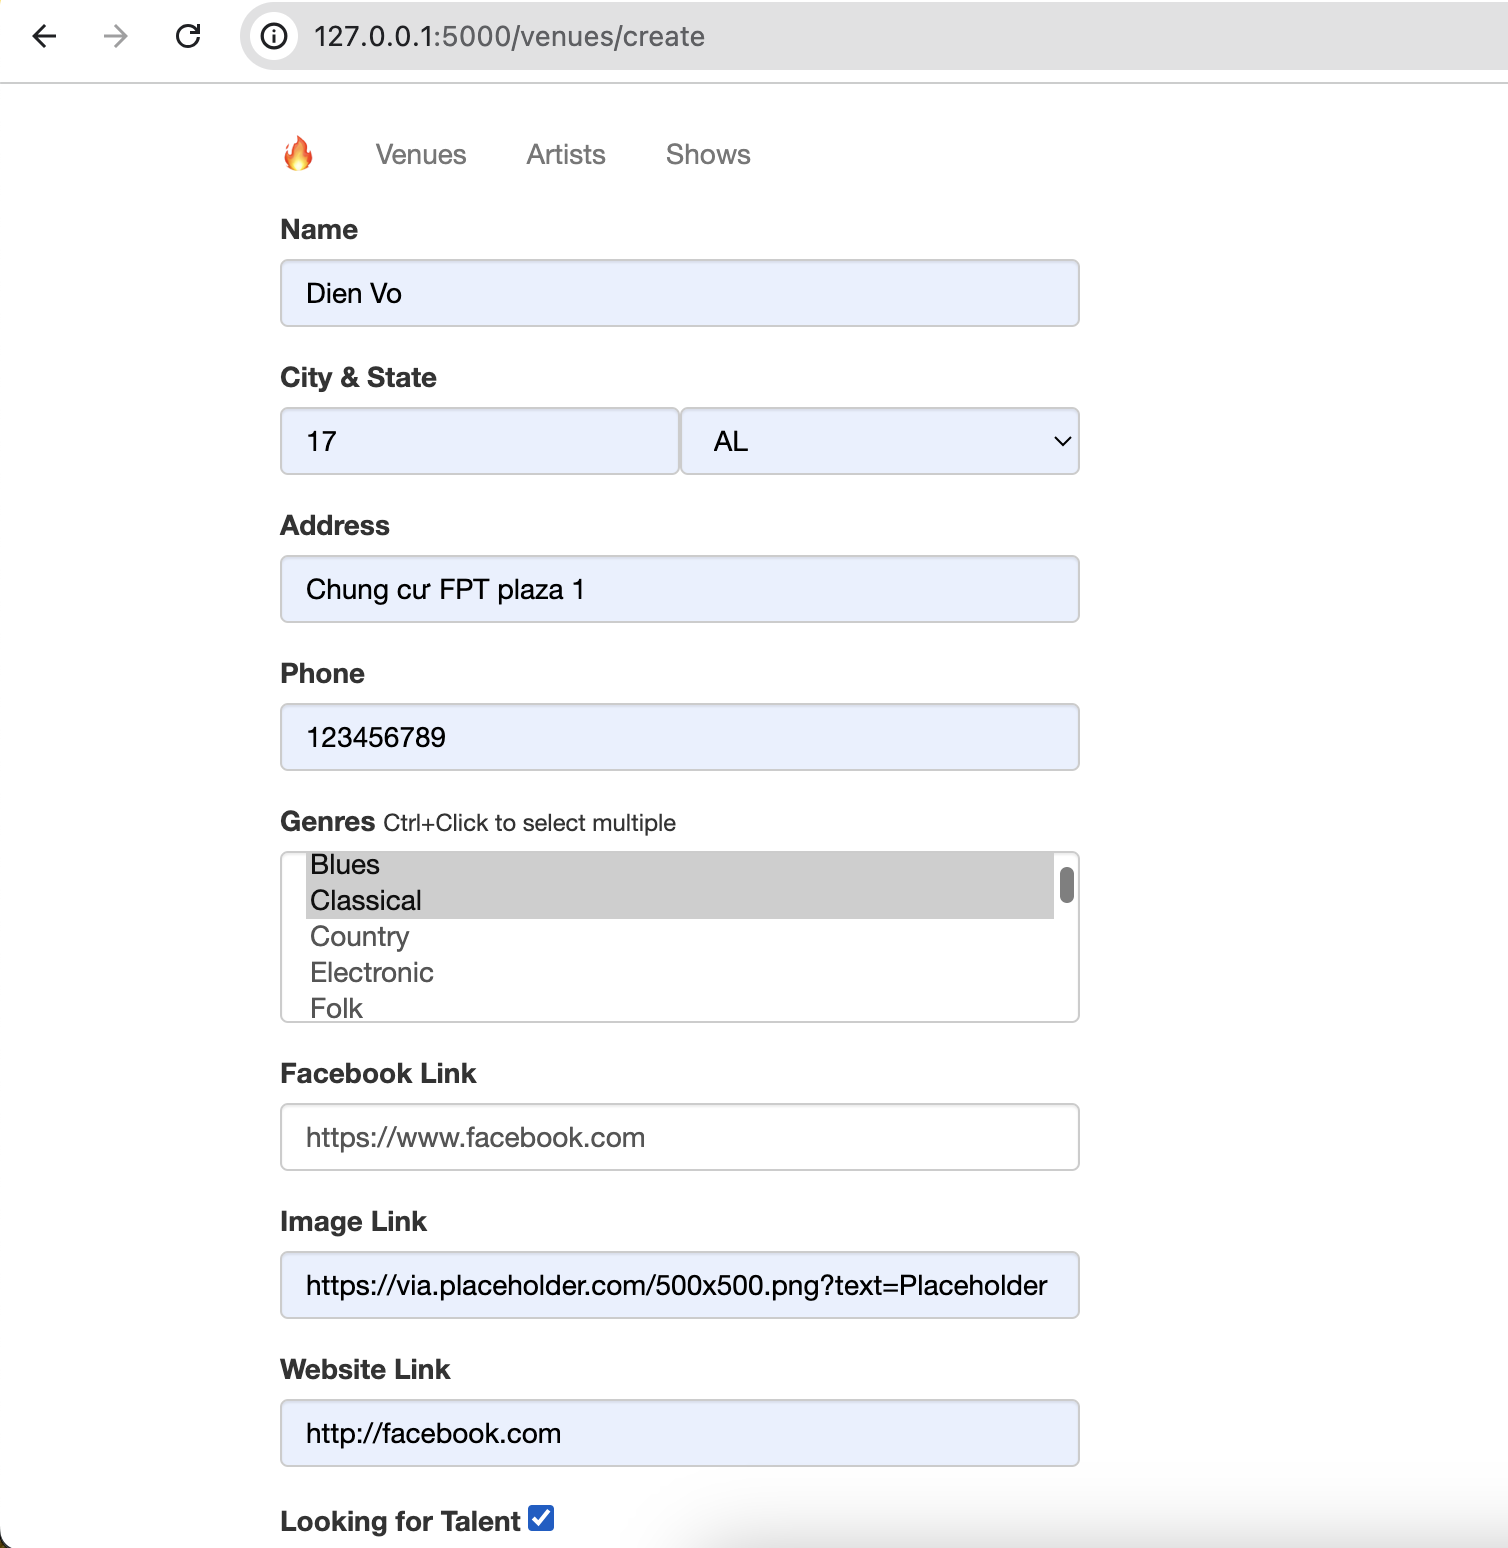 127.0.0.1:5000/venues/create
Venues Artists Shows
Name
Dien Vo
City & State
17 AL
Address
Chung cư FPT plaza 1
Phone
123456789
Genres Ctrl+Click to select multiple
Blues
Classical
Country
Electronic
Folk
Facebook Link
https://www.facebook.com
Image Link
https://via.placeholder.com/500x500.png?text=Placeholder
Website Link
http://facebook.com
Looking for Talent